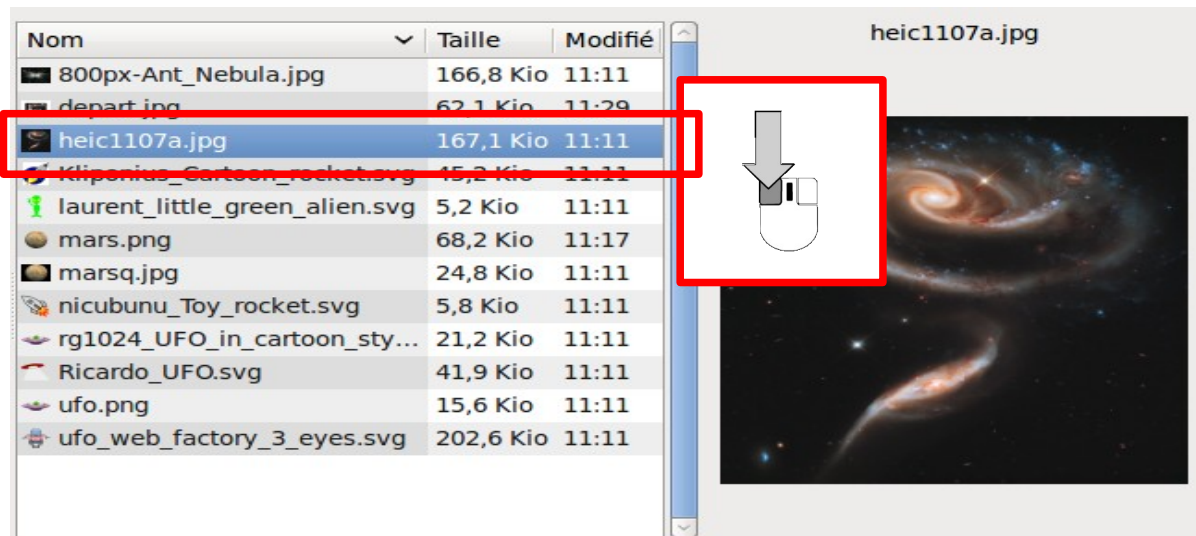 Nom Taille Modifié
heic1107a.jpg
800px-Ant_Nebula.jpg 166,8 Kio 11:11
depart.jpg 62,1 Kio 11:29
heic1107a.jpg 167,1 Kio 11:11
Kliponius_Cartoon_rocket.svg 45,2 Kio 11:11
laurent_little_green_alien.svg 5,2 Kio 11:11
mars.png 68,2 Kio 11:17
marsq.jpg 24,8 Kio 11:11
nicubunu_Toy_rocket.svg 5,8 Kio 11:11
rg1024_UFO_in_cartoon_sty... 21,2 Kio 11:11
Ricardo_UFO.svg 41,9 Kio 11:11
ufo.png 15,6 Kio 11:11
ufo_web_factory_3_eyes.svg 202,6 Kio 11:11